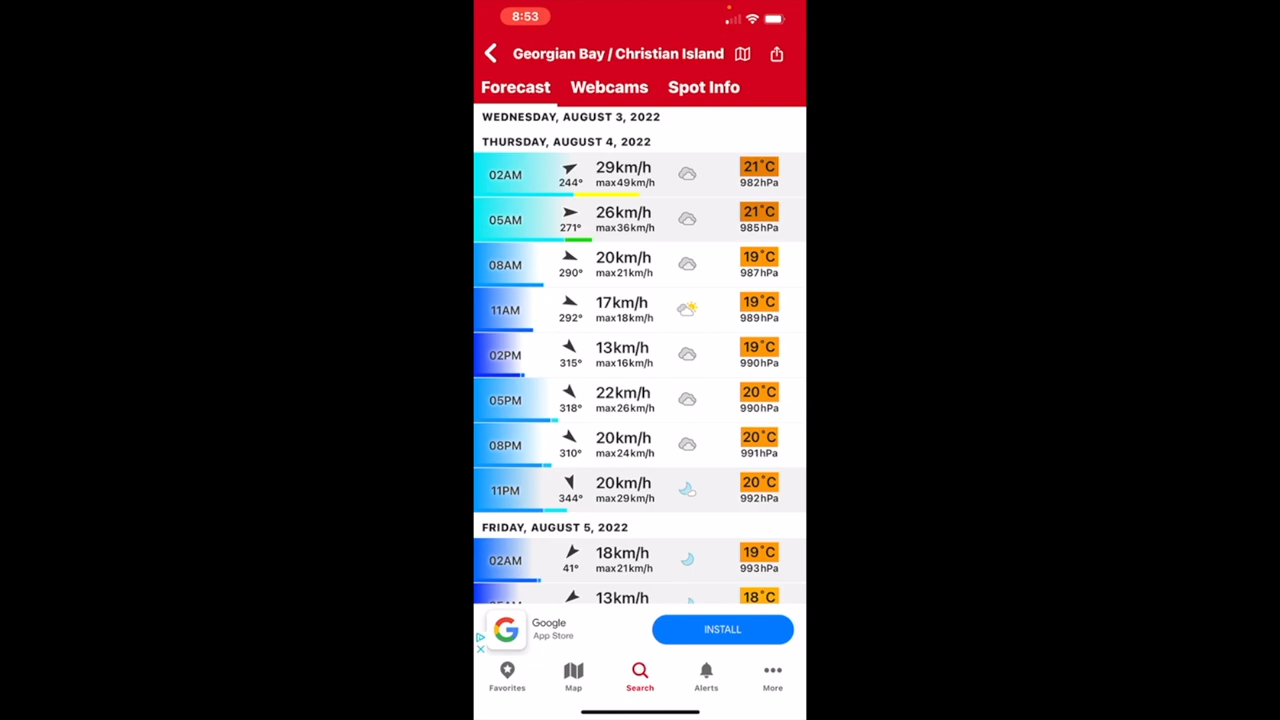 8:53
Georgian Bay / Christian Island
Forecast Webcams Spot Info
WEDNESDAY, AUGUST 3, 2022
THURSDAY, AUGUST 4, 2022
02AM 244° 29km/h max49km/h 21°C 982hPa
05AM 271° 26km/h max36km/h 21°C 985hPa
08AM 290° 20km/h max21km/h 19°C 987hPa
11AM 292° 17km/h max18km/h 19°C 989hPa
02PM 315° 13km/h max16km/h 19°C 990hPa
05PM 318° 22km/h max26km/h 20°C 990hPa
08PM 310° 20km/h max24km/h 20°C 991hPa
11PM 344° 20km/h max29km/h 20°C 992hPa
FRIDAY, AUGUST 5, 2022
02AM 41° 18km/h max21km/h 19°C 993hPa
13km/h 18°C
Google
App Store
INSTALL
Favorites Map Search Alerts More